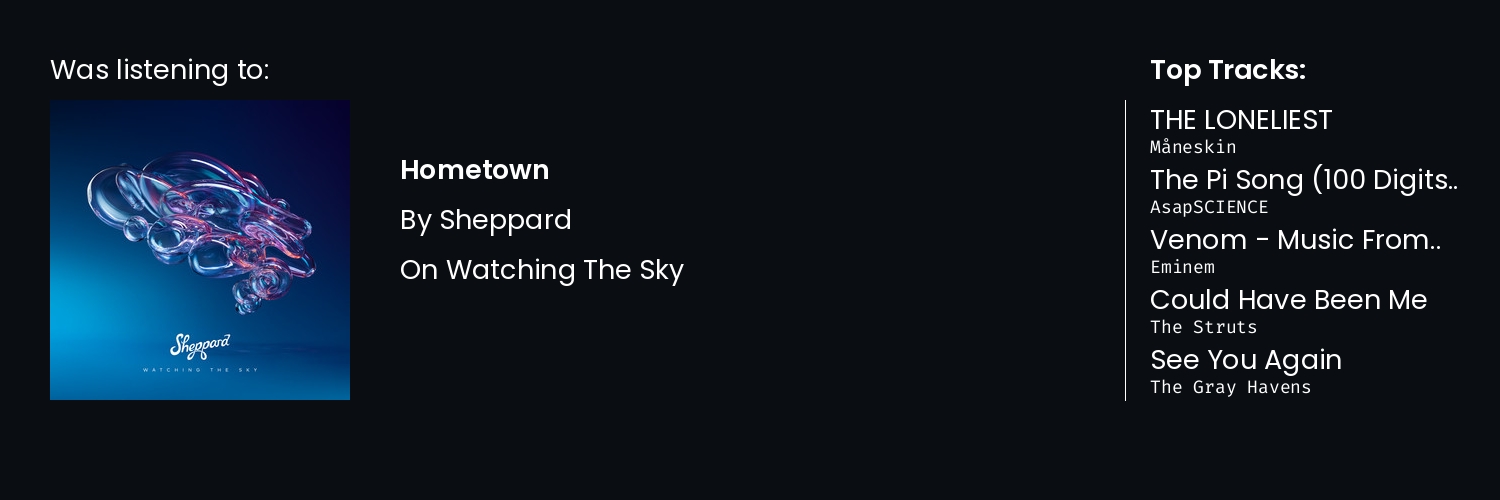 Was listening to:
Sheppard
WATCHING THE SKY
Hometown
By Sheppard
On Watching The Sky
Top Tracks:
THE LONELIEST
Måneskin
The Pi Song (100 Digits..
AsapSCIENCE
Venom - Music From..
Eminem
Could Have Been Me
The Struts
See You Again
The Gray Havens